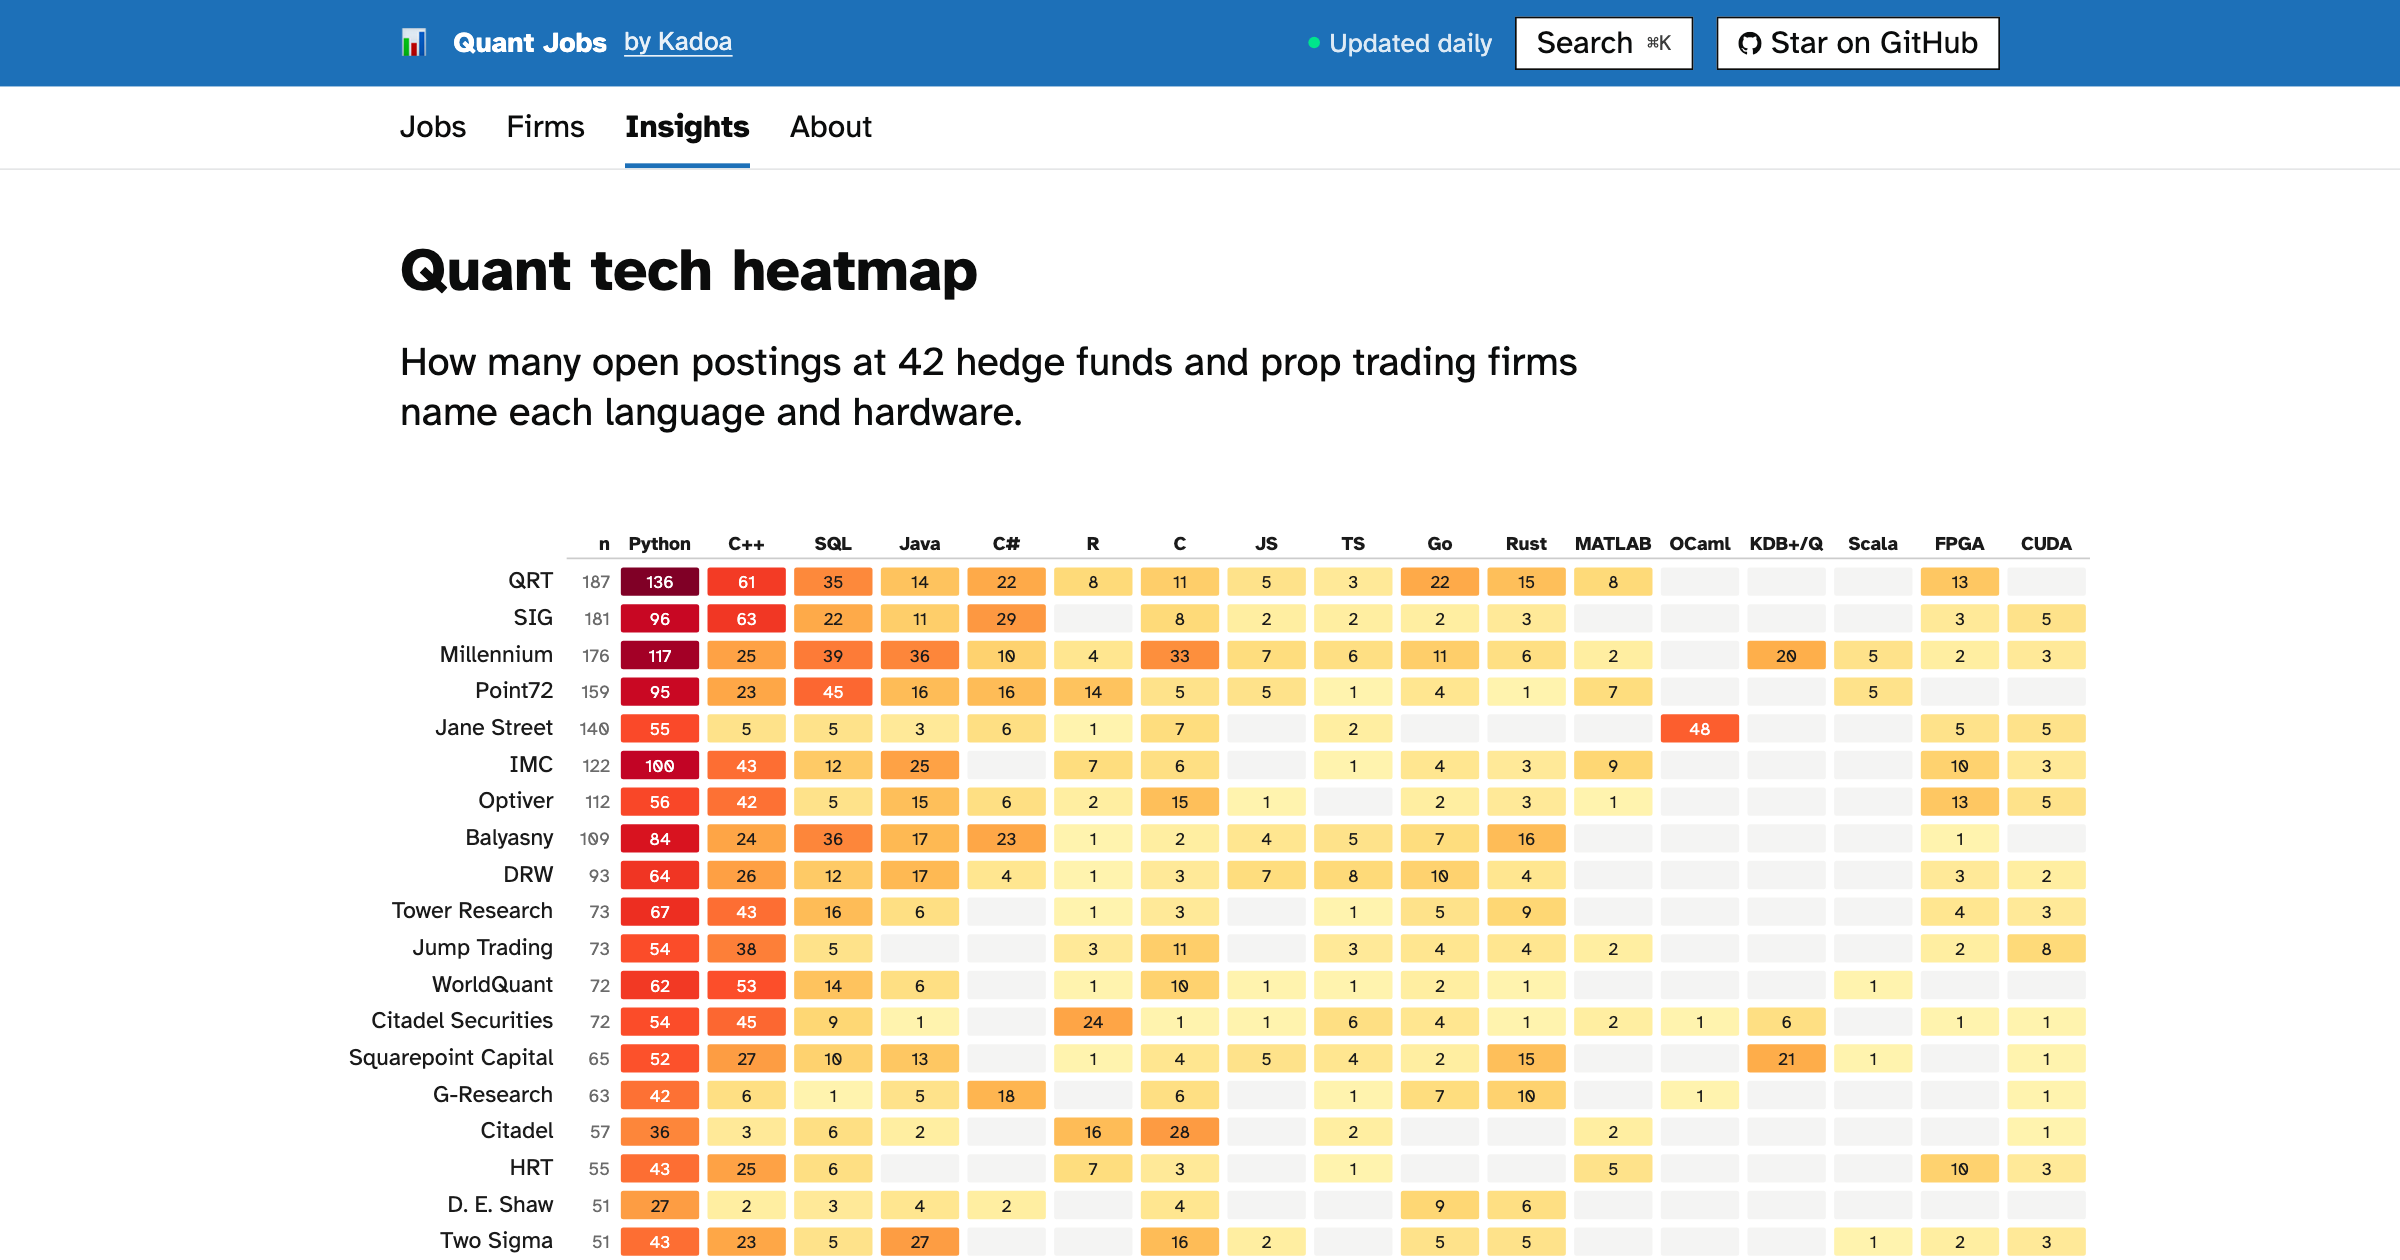 Quant Jobs by Kadoa
Updated daily
Search ⌘K
Star on GitHub
Jobs Firms Insights About
Quant tech heatmap
How many open postings at 42 hedge funds and prop trading firms
name each language and hardware.
n Python C++ SQL Java C# R C JS TS Go Rust MATLAB OCaml KDB+/Q Scala FPGA CUDA
QRT 187 136 61 35 14 22 8 11 5 3 22 15 8 13
SIG 181 96 63 22 11 29 8 2 2 2 3 3 5
Millennium 176 117 25 39 36 10 4 33 7 6 11 6 2 20 5 2 3
Point72 159 95 23 45 16 16 14 5 5 1 4 1 7 5
Jane Street 140 55 5 5 3 6 1 7 2 48 5 5
IMC 122 100 43 12 25 7 6 1 4 3 9 10 3
Optiver 112 56 42 5 15 6 2 15 1 2 3 1 13 5
Balyasny 109 84 24 36 17 23 1 2 4 5 7 16 1
DRW 93 64 26 12 17 4 1 3 7 8 10 4 3 2
Tower Research 73 67 43 16 6 1 3 1 5 9 4 3
Jump Trading 73 54 38 5 3 11 3 4 4 2 2 8
WorldQuant 72 62 53 14 6 1 10 1 1 2 1 1
Citadel Securities 72 54 45 9 1 24 1 1 6 4 1 2 1 6 1 1
Squarepoint Capital 65 52 27 10 13 1 4 5 4 2 15 21 1 1
G-Research 63 42 6 1 5 18 6 1 7 10 1 1
Citadel 57 36 3 6 2 16 28 2 2 1
HRT 55 43 25 6 7 3 1 5 10 3
D. E. Shaw 51 27 2 3 4 2 4 9 6
Two Sigma 51 43 23 5 27 16 2 5 5 1 2 3